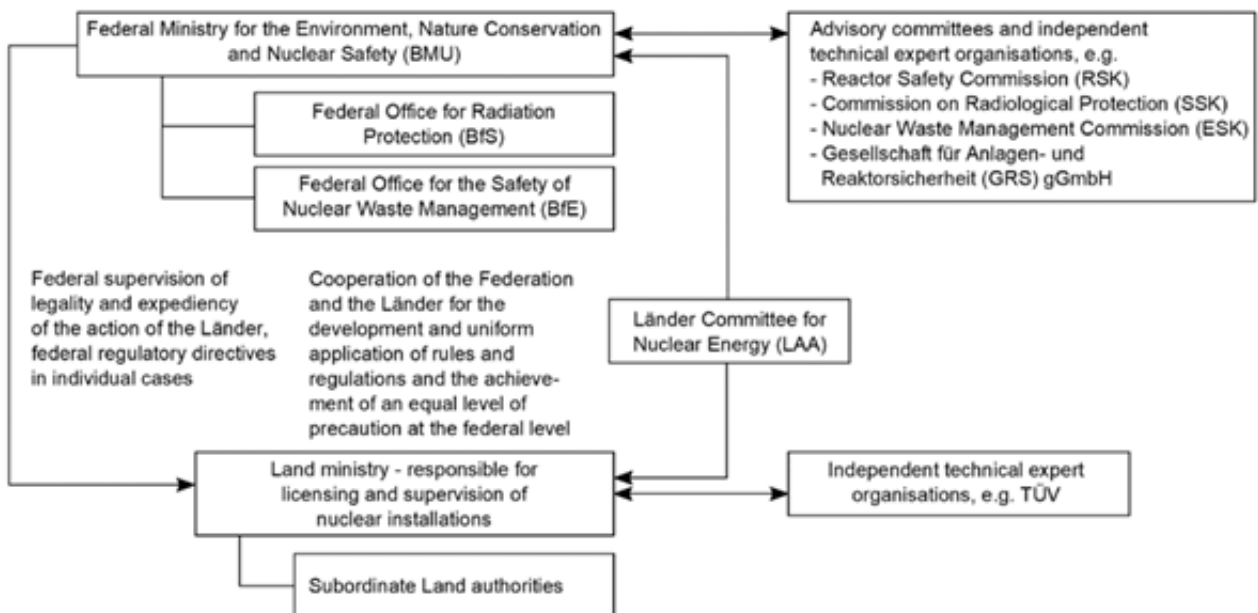 Federal Ministry for the Environment, Nature Conservation
and Nuclear Safety (BMU)
Advisory committees and independent
technical expert organisations, e.g.
- Reactor Safety Commission (RSK)
- Commission on Radiological Protection (SSK)
- Nuclear Waste Management Commission (ESK)
- Gesellschaft für Anlagen- und
Reaktorsicherheit (GRS) gGmbH
Federal Office for Radiation
Protection (BfS)
Federal Office for the Safety of
Nuclear Waste Management (BfE)
Federal supervision of
legality and expediency
of the action of the Länder,
federal regulatory directives
in individual cases
Cooperation of the Federation
and the Länder for the
development and uniform
application of rules and
regulations and the achieve-
ment of an equal level of
precaution at the federal level
Länder Committee for
Nuclear Energy (LAA)
Land ministry - responsible for
licensing and supervision of
nuclear installations
Independent technical expert
organisations, e.g. TÜV
Subordinate Land authorities